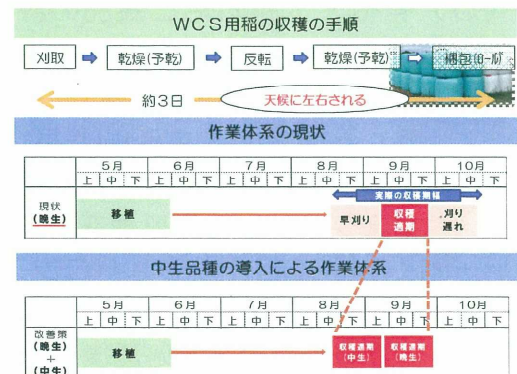 WCS用稲の収穫の手順
刈取 乾燥(予乾) 反転 乾燥(予乾) 梱包(ロール)
約3日 天候に左右される
作業体系の現状
5月 6月 7月 8月 9月 10月
上 中 下 上 中 下 上 中 下 上 中 下 上 中 下 上 中 下
実際の収穫期幅
現状
(晩生)
移植
早刈り
収穫
適期
刈り
遅れ
中生品種の導入による作業体系
5月 6月 7月 8月 9月 10月
上 中 下 上 中 下 上 中 下 上 中 下 上 中 下 上 中 下
改善策
(晩生)
+
(中生)
移植
収穫適期
(中生)
収穫適期
(晩生)